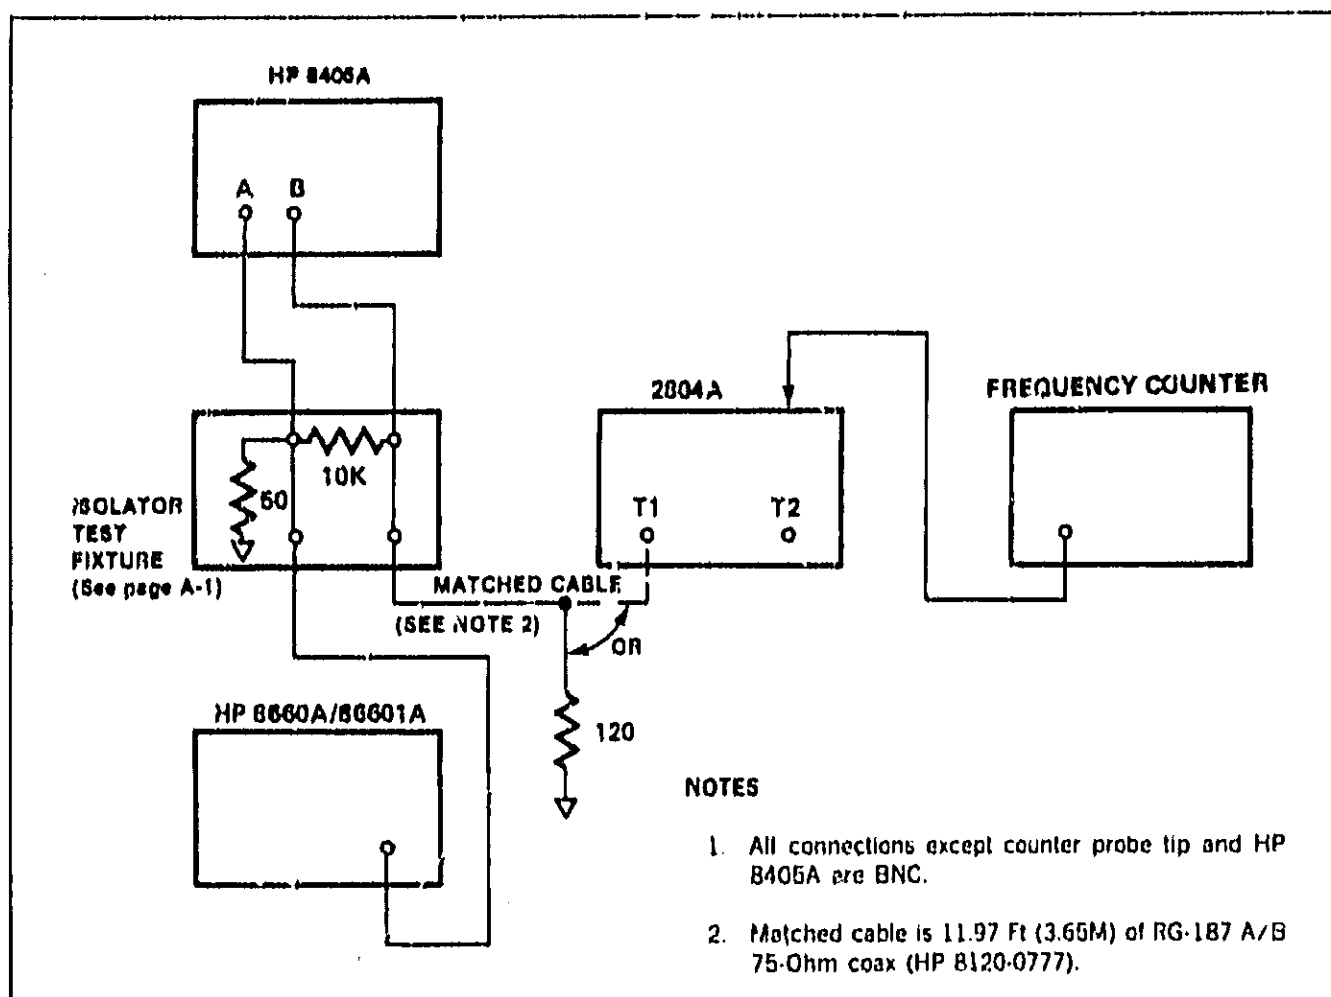 HP 8405A
A B
2804A
FREQUENCY COUNTER
10K
50
T1 T2
ISOLATOR
TEST
FIXTURE
(See page A-1)
MATCHED CABLE
(SEE NOTE 2)
OR
HP 8660A/86601A
120
NOTES
1. All connections except counter probe tip and HP
8405A are BNC.
2. Matched cable is 11.97 Ft (3.65M) of RG-187 A/B
75-Ohm coax (HP 8120-0777).